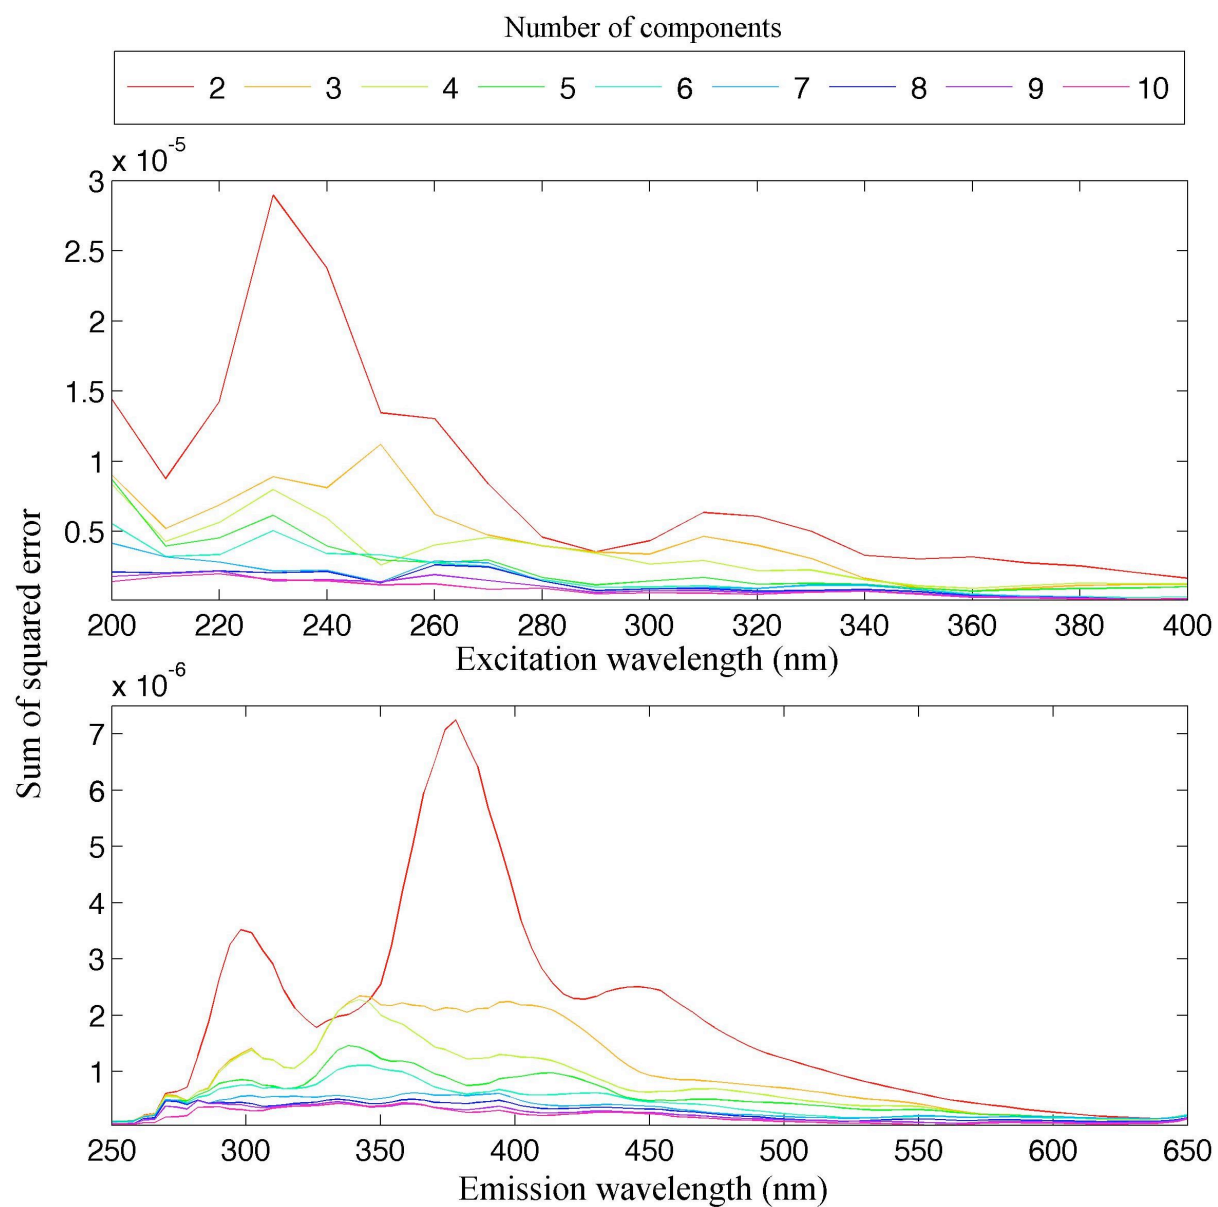 Number of components
2 3 4 5 6 7 8 9 10
x 10-5
3
2.5
2
1.5
1
0.5
200 220 240 260 280 300 320 340 360 380 400
Excitation wavelength (nm)
Sum of squared error
x 10-6
7
6
5
4
3
2
1
250 300 350 400 450 500 550 600 650
Emission wavelength (nm)